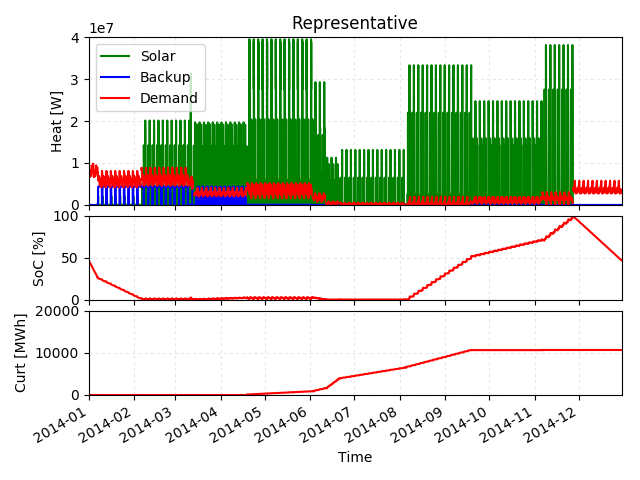 Representative
1e7
Solar
Backup
Demand
Heat [W]
4
3
2
1
0
SoC [%]
100
50
0
Curt [MWh]
20000
10000
0
2014-01 2014-02 2014-03 2014-04 2014-05 2014-06 2014-07 2014-08 2014-09 2014-10 2014-11 2014-12
Time